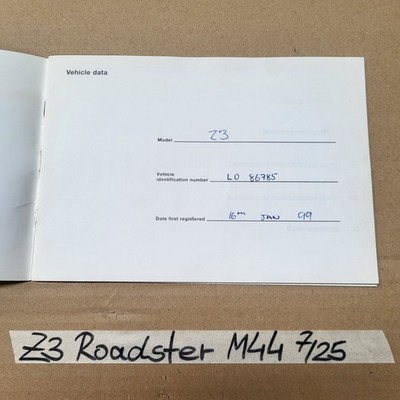 Vehicle data
Model Z3
Vehicle
identification number LD 86785
Date first registered 16th JAN 99
Z3 Roadster M44 7/25